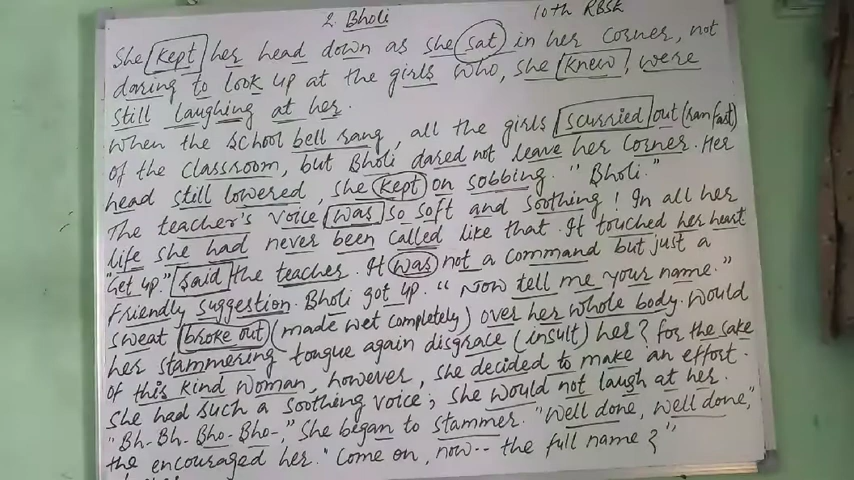 2. Bholi 10th RBSE
She kept her head down as she sat in her corner, not
daring to look up at the girls who, she knew, were
still laughing at her.
When the school bell rang, all the girls scurried out (ran fast)
of the classroom, but Bholi dared not leave her corner. Her
head still lowered, she kept on sobbing. "Bholi."
The teacher's voice was so soft and soothing! In all her
life she had never been called like that. It touched her heart
"Get up." said the teacher. It was not a command but just a
friendly suggestion. Bholi got up. "Now tell me your name."
sweat broke out (made wet completely) over her whole body. Would
her stammering tongue again disgrace (insult) her? for the sake
of this kind woman, however, she decided to make an effort.
she had such a soothing voice; she would not laugh at her.
"Bh- Bh- Bho- Bho-," She began to stammer. "Well done, well done,"
the encouraged her. "Come on, now-- the full name?"